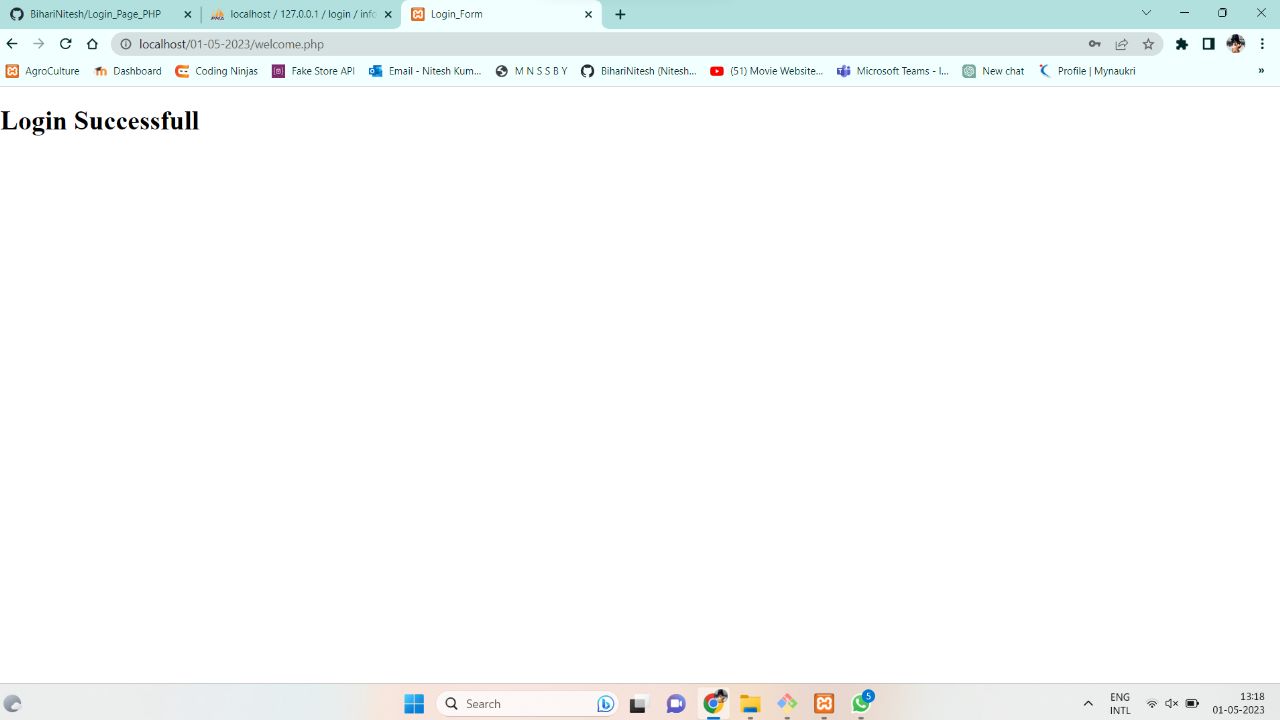 BihariNitesh/Login_Page_PHP
localhost / 127.0.0.1 / login / info
Login_Form
localhost/01-05-2023/welcome.php
AgroCulture
Dashboard
Coding Ninjas
Fake Store API
Email - Nitesh Kum...
M N S S B Y
BihariNitesh (Nitesh...
(51) Movie Website...
Microsoft Teams - I...
New chat
Profile | Mynaukri
»
Login Successfull
Search
5
ENG
INTL
13:18
01-05-2023